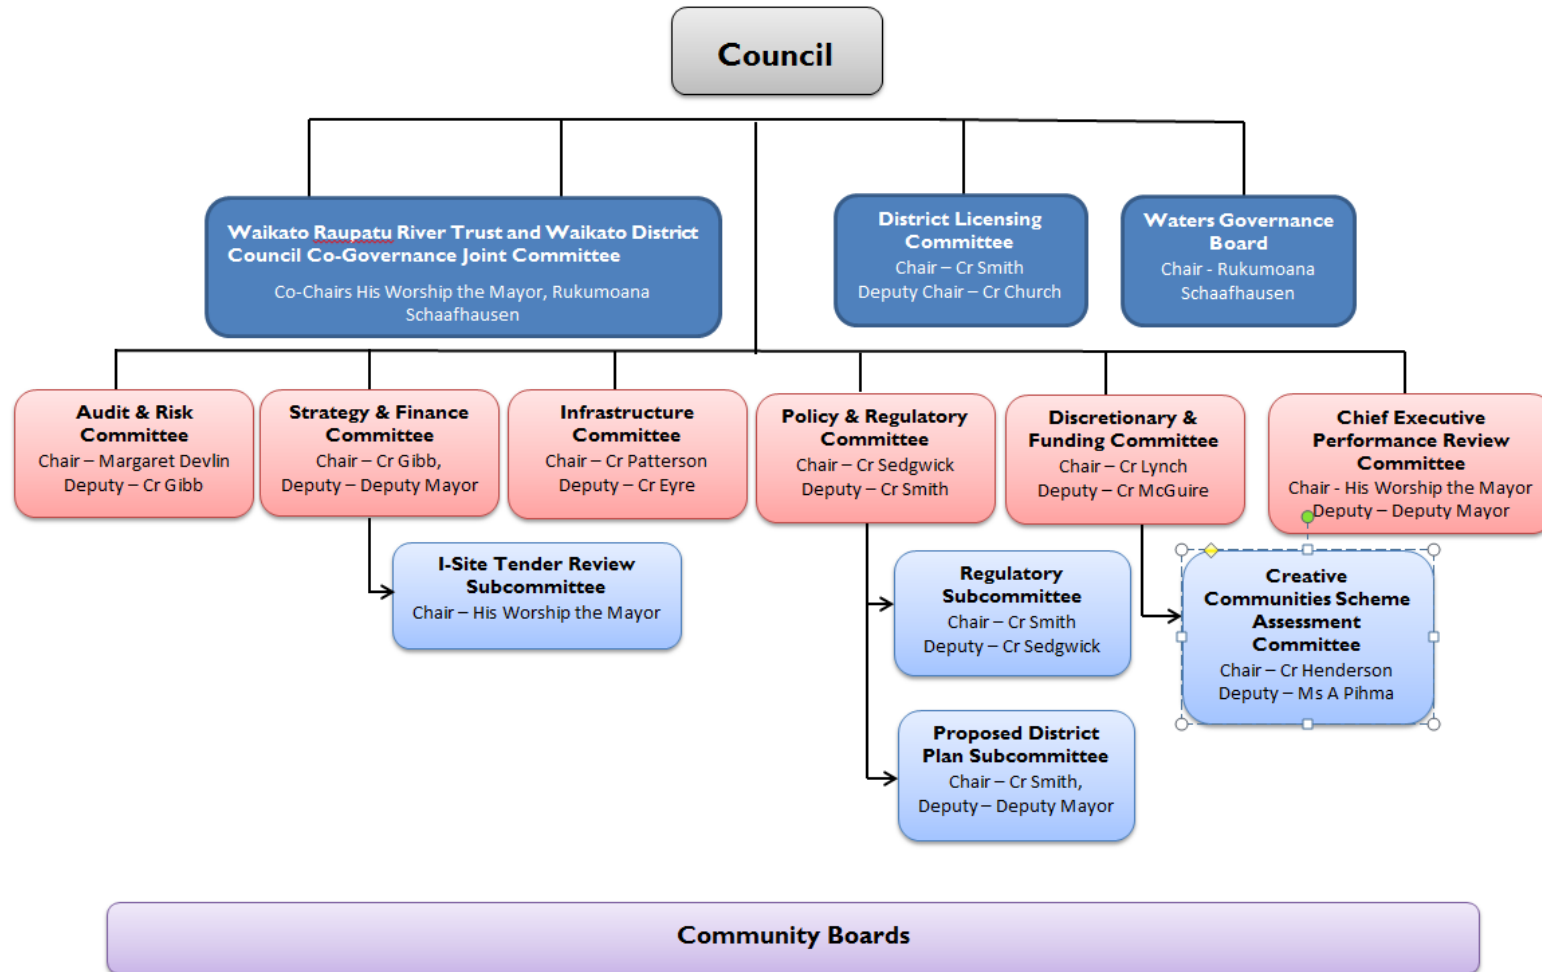 Council
Waikato Raupatu River Trust and Waikato District
Council Co-Governance Joint Committee
Co-Chairs His Worship the Mayor, Rukumoana
Schaafhausen
District Licensing
Committee
Chair – Cr Smith
Deputy Chair – Cr Church
Waters Governance
Board
Chair - Rukumoana
Schaafhausen
Audit & Risk
Committee
Chair – Margaret Devlin
Deputy – Cr Gibb
Strategy & Finance
Committee
Chair – Cr Gibb,
Deputy – Deputy Mayor
Infrastructure
Committee
Chair – Cr Patterson
Deputy – Cr Eyre
Policy & Regulatory
Committee
Chair – Cr Sedgwick
Deputy – Cr Smith
Discretionary &
Funding Committee
Chair – Cr Lynch
Deputy – Cr McGuire
Chief Executive
Performance Review
Committee
Chair - His Worship the Mayor
Deputy – Deputy Mayor
I-Site Tender Review
Subcommittee
Chair – His Worship the Mayor
Regulatory
Subcommittee
Chair – Cr Smith
Deputy – Cr Sedgwick
Creative
Communities Scheme
Assessment
Committee
Chair – Cr Henderson
Deputy – Ms A Pihma
Proposed District
Plan Subcommittee
Chair – Cr Smith,
Deputy – Deputy Mayor
Community Boards